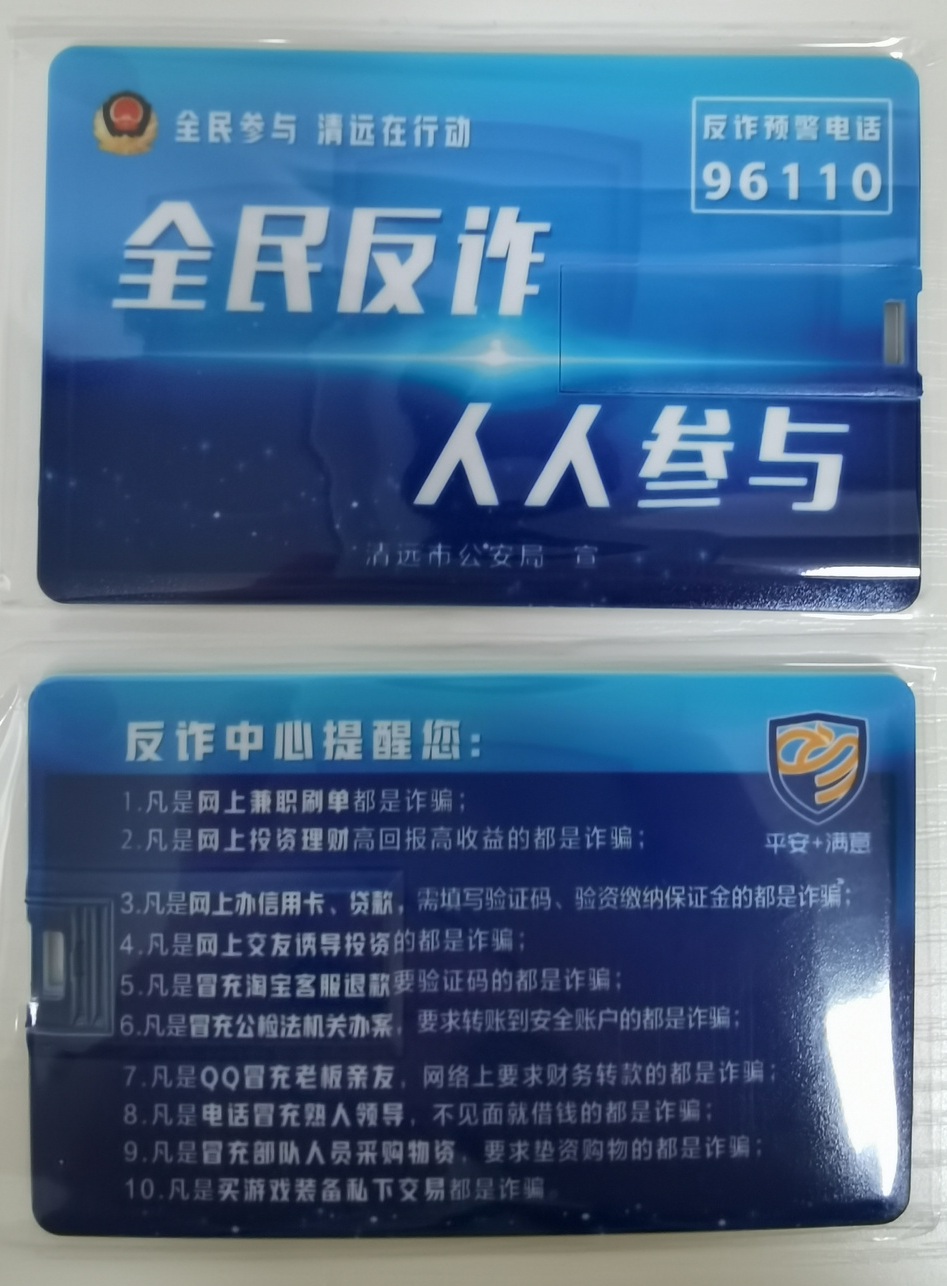 全民参与 清远在行动
反诈预警电话
96110
全民反诈
人人参与
清远市公安局 宣
反诈中心提醒您：
平安+满意
1.凡是网上兼职刷单都是诈骗；
2.凡是网上投资理财高回报高收益的都是诈骗；
3.凡是网上办信用卡、贷款，需填写验证码、验资缴纳保证金的都是诈骗；
4.凡是网上交友诱导投资的都是诈骗；
5.凡是冒充淘宝客服退款要验证码的都是诈骗；
6.凡是冒充公检法机关办案，要求转账到安全账户的都是诈骗；
7.凡是QQ冒充老板亲友，网络上要求财务转款的都是诈骗；
8.凡是电话冒充熟人领导，不见面就借钱的都是诈骗；
9.凡是冒充部队人员采购物资，要求垫资购物的都是诈骗；
10.凡是买游戏装备私下交易都是诈骗